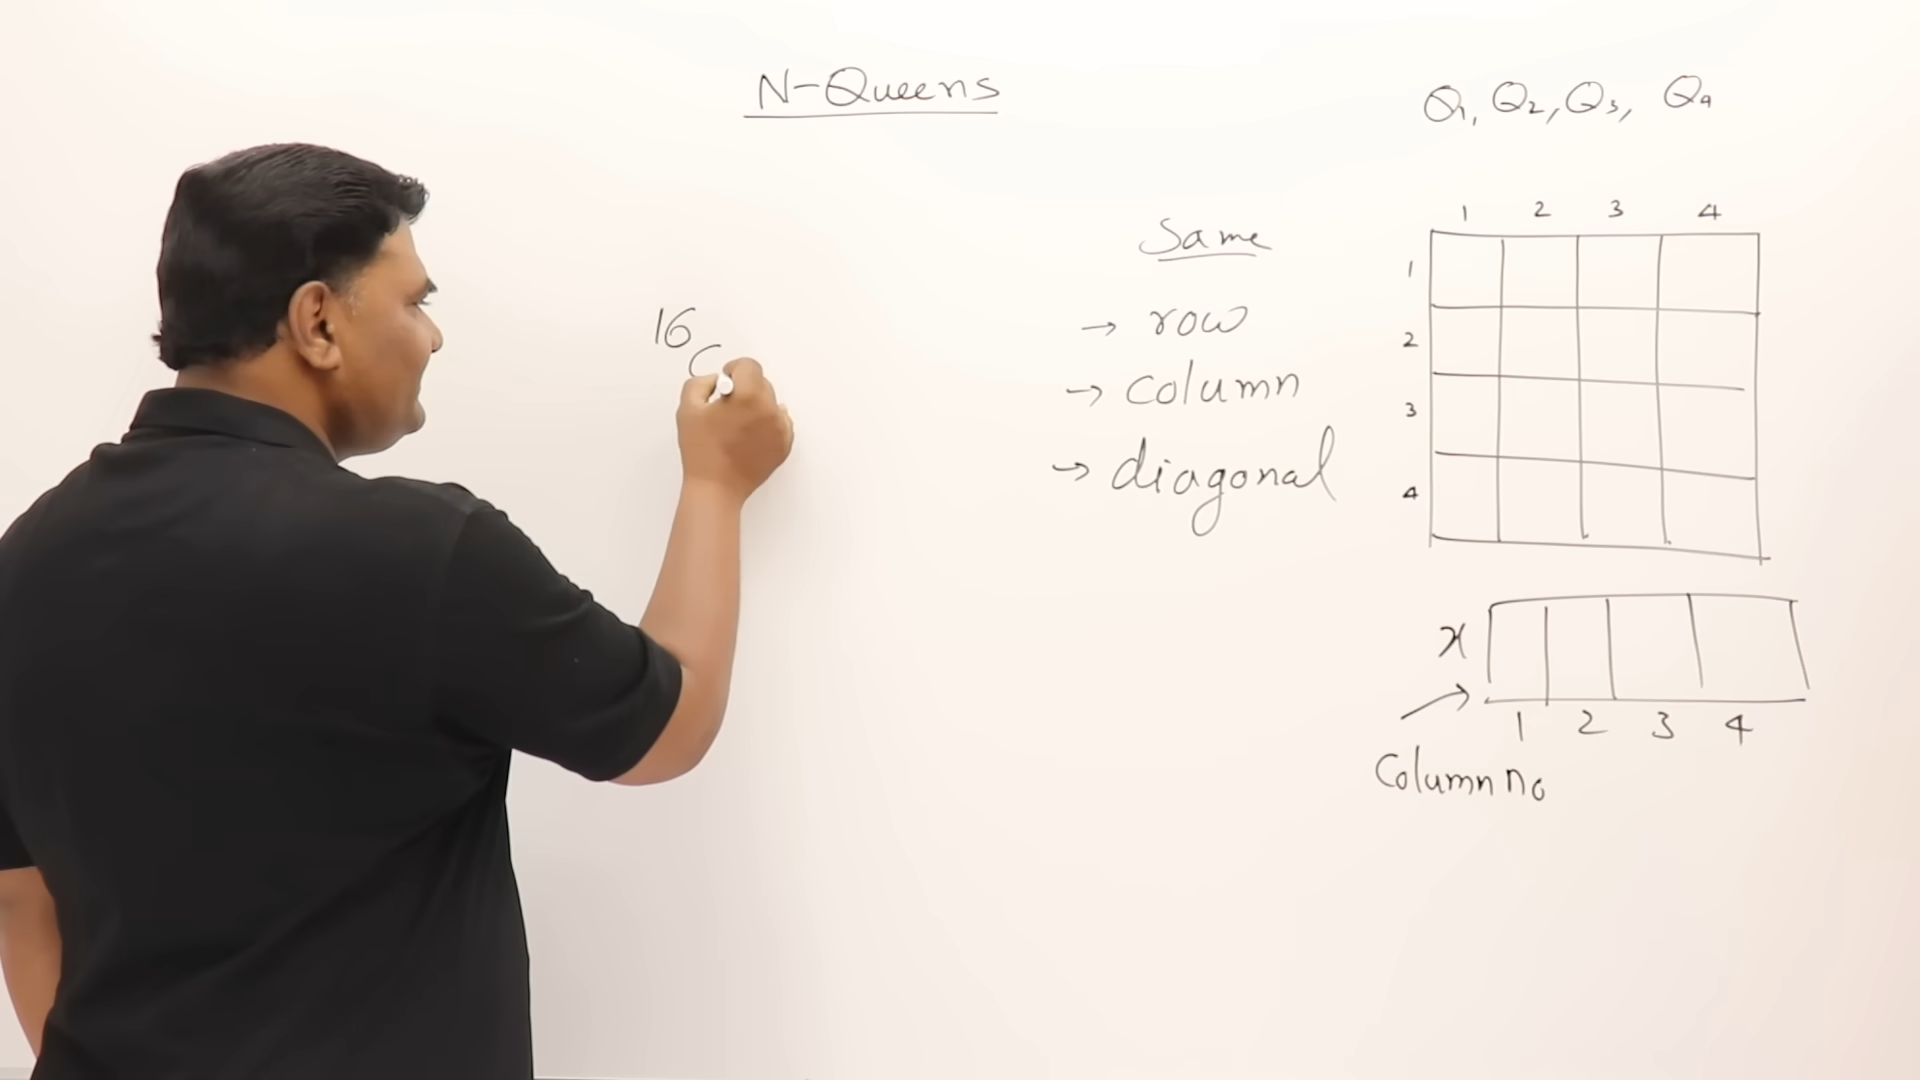 N-Queens
Q1, Q2, Q3, Q4
16C
Same
→ row
→ column
→ diagonal
1 2 3 4
1
2
3
4
x
1 2 3 4
Column no